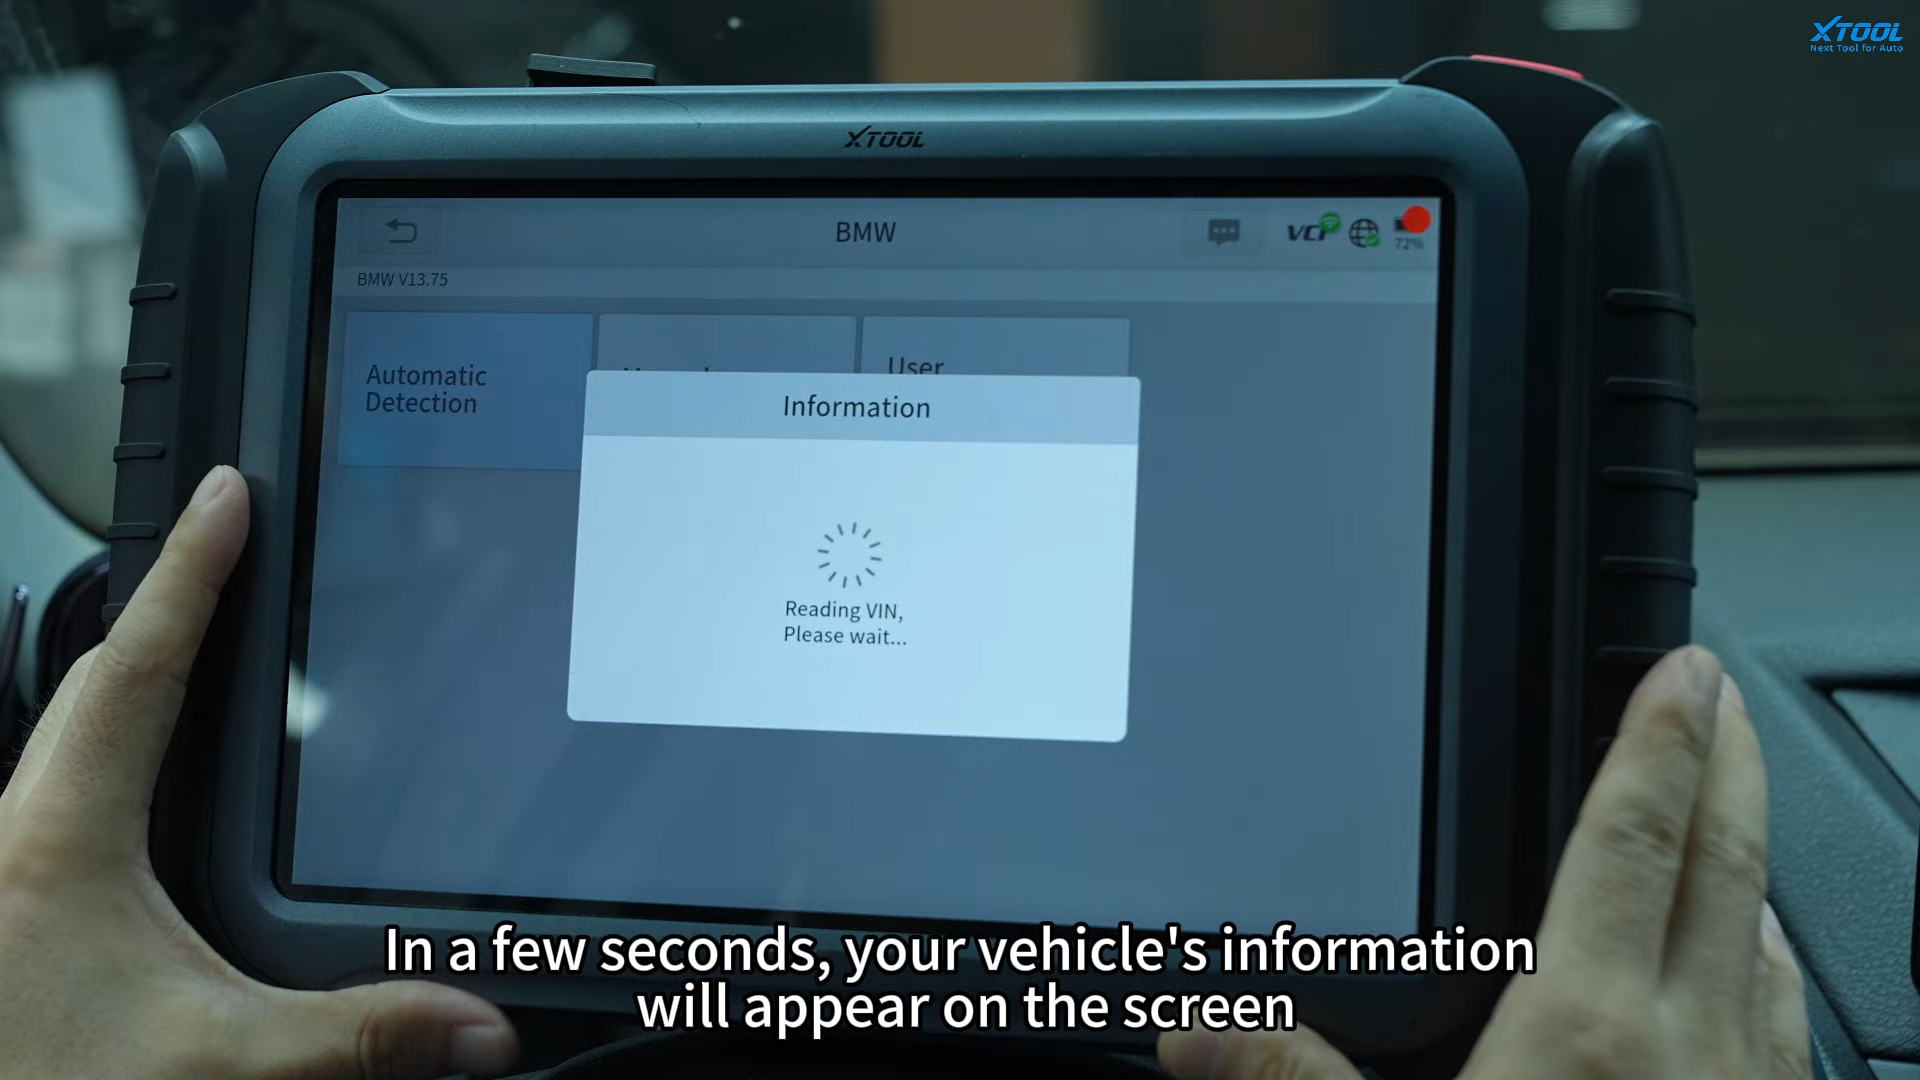 XTOOL
Next Tool for Auto
XTOOL
BMW
VCI
72%
BMW V13.75
Automatic
Detection
User
Information
Reading VIN,
Please wait...
In a few seconds, your vehicle's information
will appear on the screen